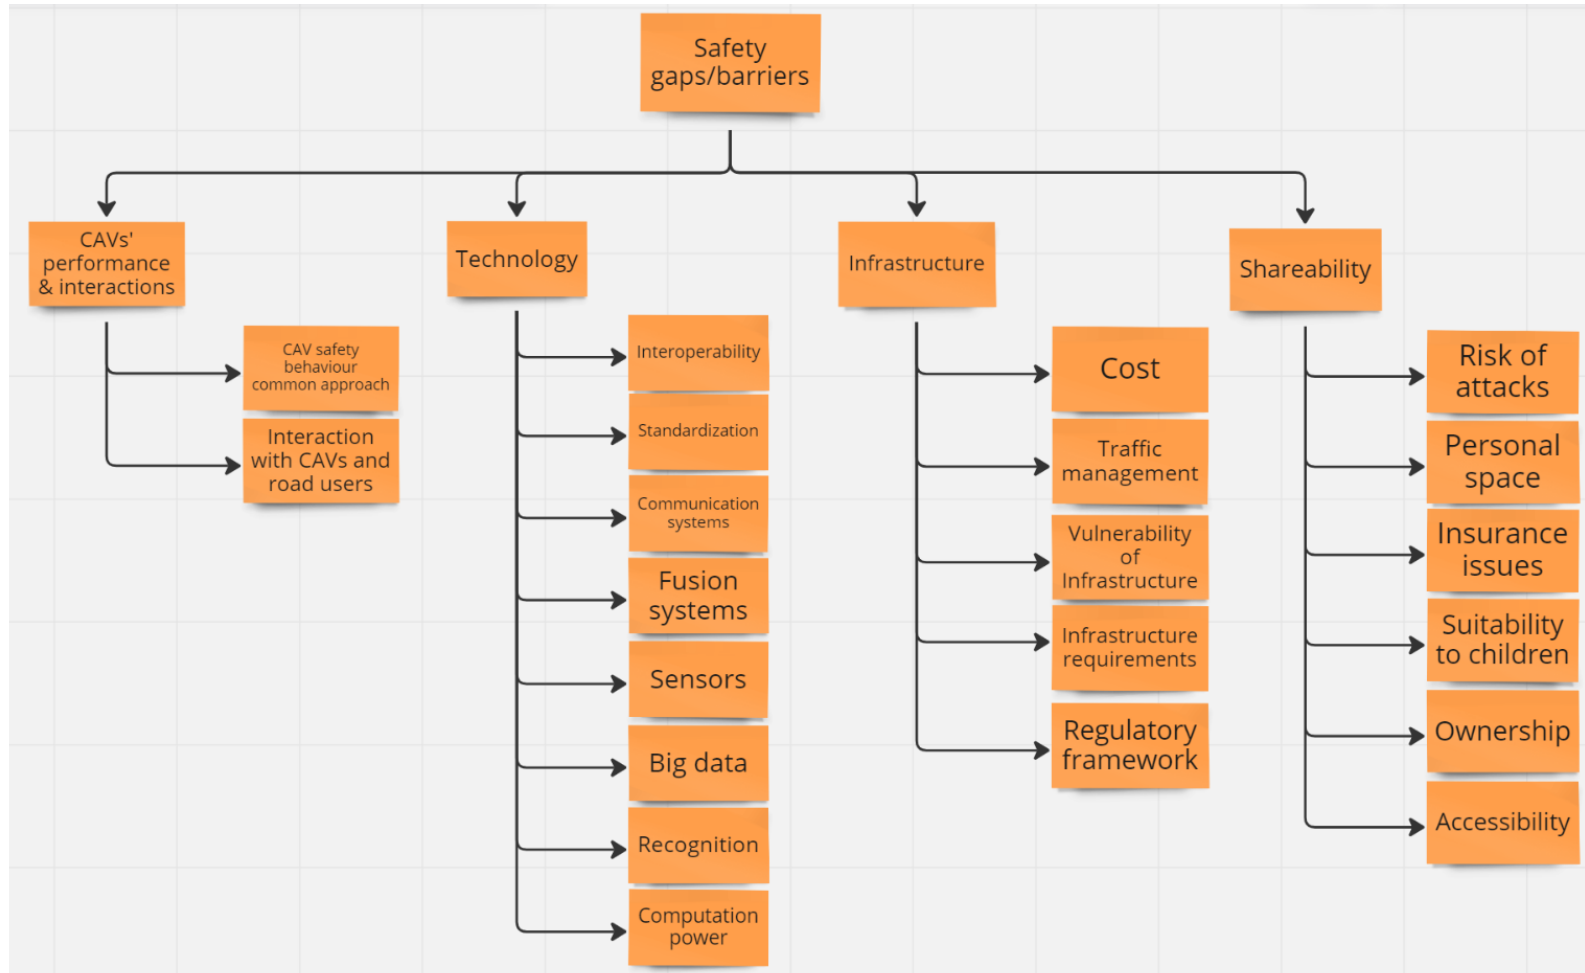 Safety
gaps/barriers
CAVs'
performance
& interactions
CAV safety
behaviour
common approach
Interaction
with CAVs and
road users
Technology
Interoperability
Standardization
Communication
systems
Fusion
systems
Sensors
Big data
Recognition
Computation
power
Infrastructure
Cost
Traffic
management
Vulnerability
of
Infrastructure
Infrastructure
requirements
Regulatory
framework
Shareability
Risk of
attacks
Personal
space
Insurance
issues
Suitability
to children
Ownership
Accessibility